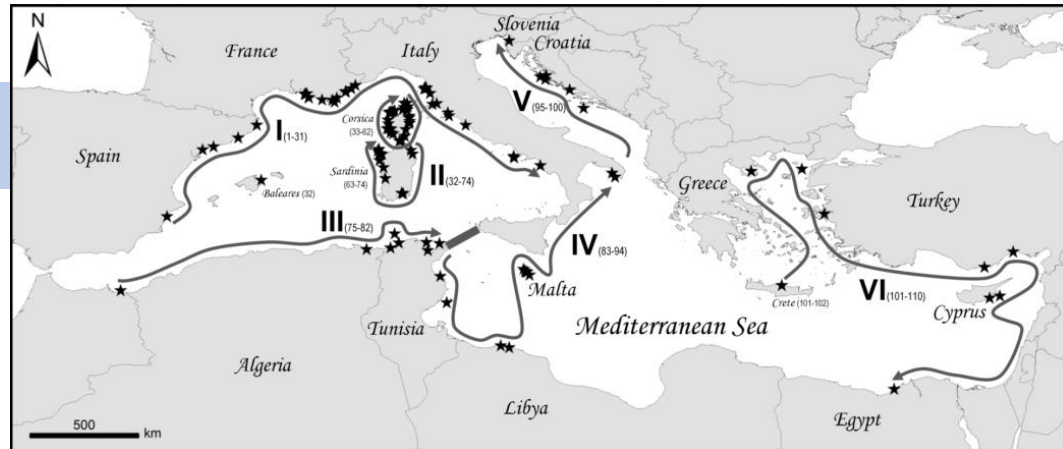 N
France
Italy
Slovenia
Croatia
V (95-100)
I (1-31)
Corsica
(33-62)
Spain
Baleares (32)
Sardinia
(63-74)
II (32-74)
Greece
Turkey
III (75-82)
IV (83-94)
Malta
Crete (101-102)
VI (101-110)
Cyprus
Mediterranean Sea
Tunisia
Algeria
Libya
Egypt
500
km